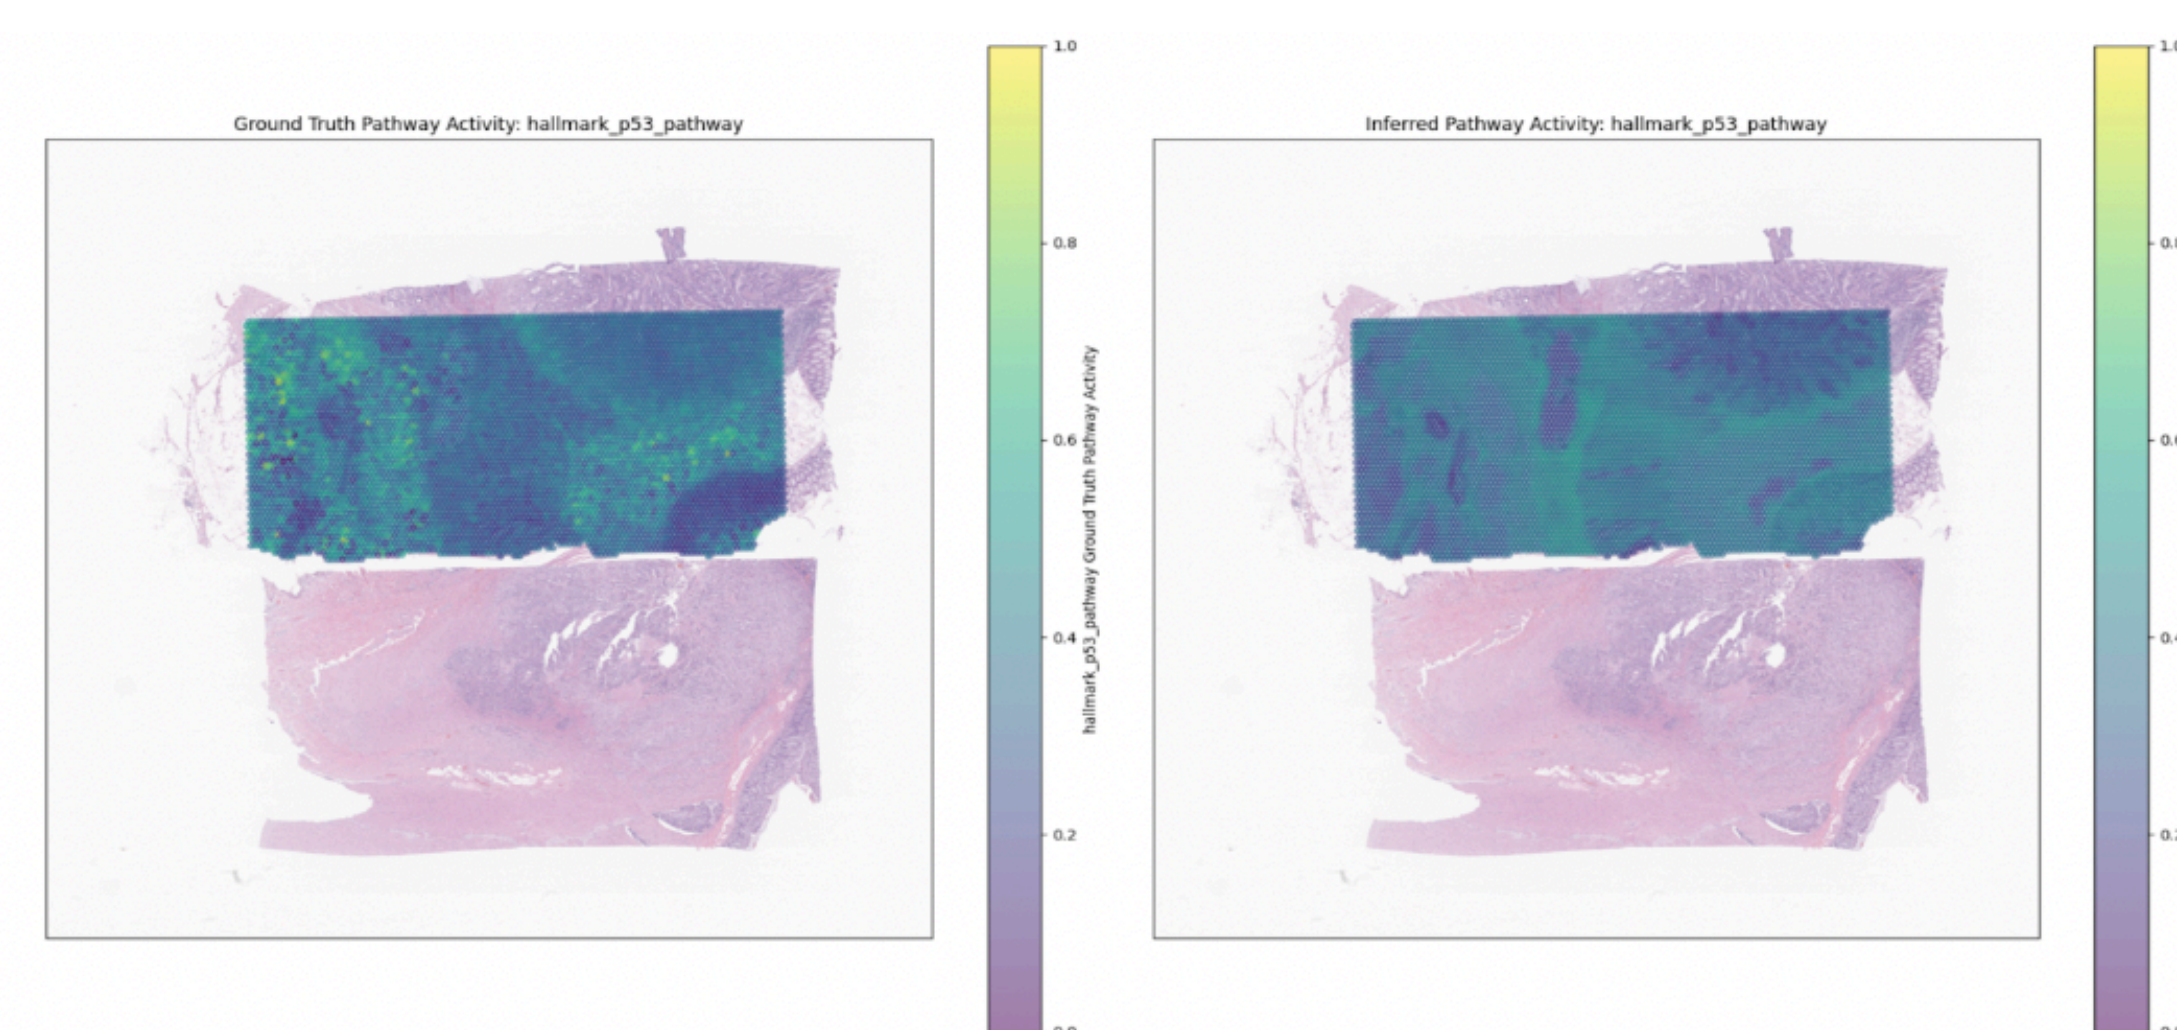 Ground Truth Pathway Activity: hallmark_p53_pathway
1.0
0.8
0.6
0.4
0.2
hallmark_p53_pathway Ground Truth Pathway Activity
Inferred Pathway Activity: hallmark_p53_pathway